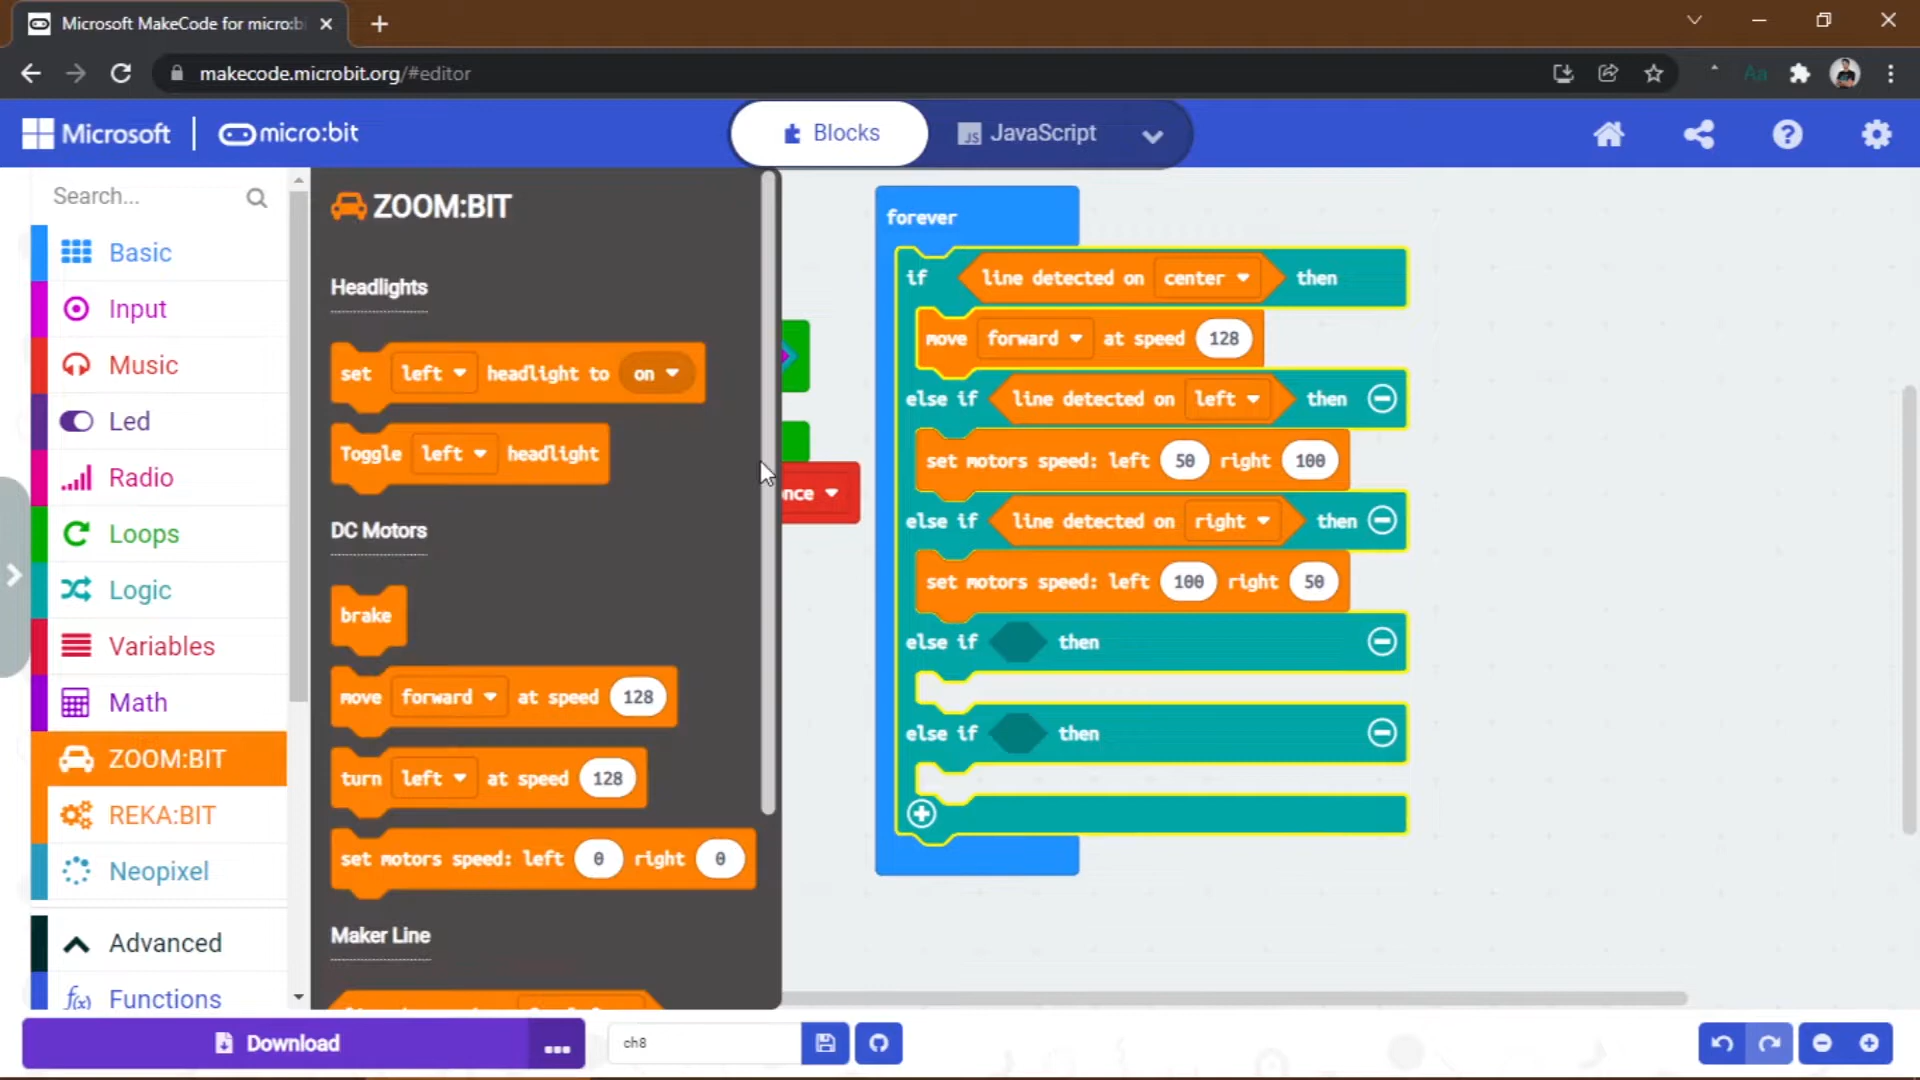 Microsoft MakeCode for micro:b
makecode.microbit.org/#editor
Aa
Microsoft
micro:bit
Blocks
JS
JavaScript
Search...
Basic
Input
Music
Led
Radio
Loops
Logic
Variables
Math
ZOOM:BIT
REKA:BIT
Neopixel
Advanced
f(x) Functions
ZOOM:BIT
Headlights
set left headlight to on
Toggle left headlight
DC Motors
brake
move forward at speed 128
turn left at speed 128
set motors speed: left 0 right 0
Maker Line
nce
forever
if line detected on center then
move forward at speed 128
else if line detected on left then
set motors speed: left 50 right 100
else if line detected on right then
set motors speed: left 100 right 50
else if then
else if then
Download
...
ch8